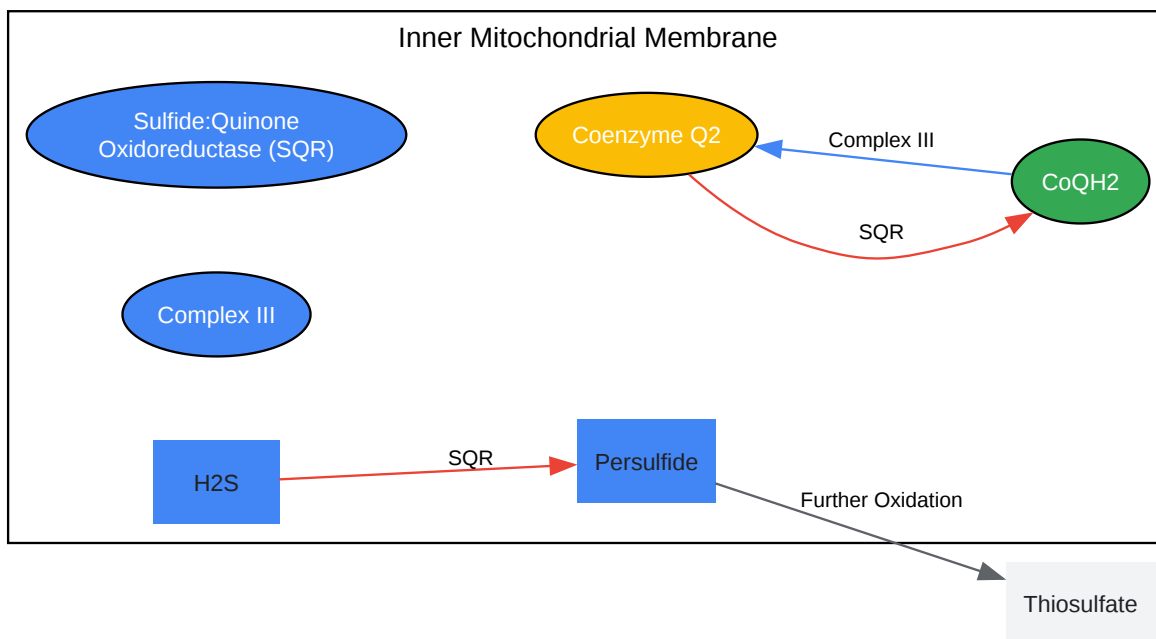 Inner Mitochondrial Membrane
Sulfide:Quinone
Oxidoreductase (SQR)
Coenzyme Q2
Complex III
CoQH2
SQR
Complex III
H2S
SQR
Persulfide
Further Oxidation
Thiosulfate